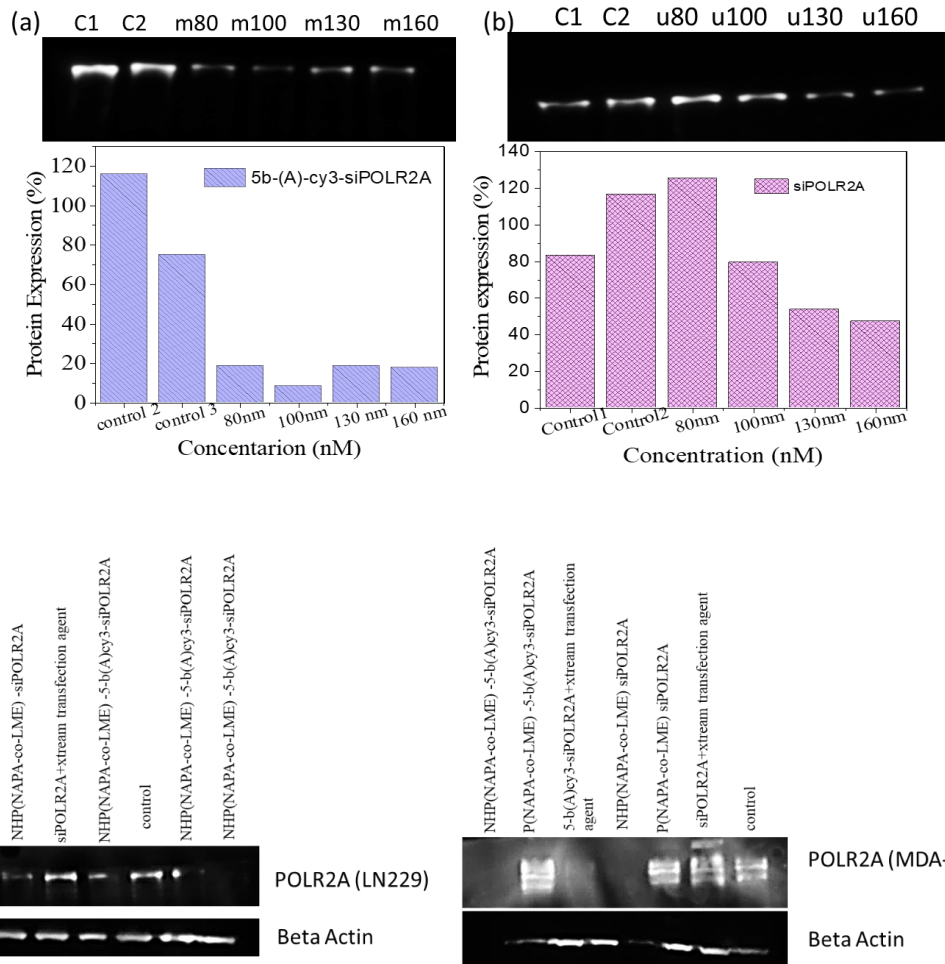 (a) C1 C2 m80 m100 m130 m160
120
100
80
60
40
20
0
Protein Expression (%)
5b-(A)-cy3-siPOLR2A
control 2 control 3 80nm 100nm 130 nm 160 nm
Concentarion (nM)
(b) C1 C2 u80 u100 u130 u160
140
120
100
80
60
40
20
0
Protein expression (%)
siPOLR2A
Control1 Control2 80nm 100nm 130nm 160nm
Concentration (nM)
NHP(NAPA-co-LME) -siPOLR2A
siPOLR2A+xtream transfection agent
NHP(NAPA-co-LME) -5-b(A)cy3-siPOLR2A
control
NHP(NAPA-co-LME) -5-b(A)cy3-siPOLR2A
NHP(NAPA-co-LME) -5-b(A)cy3-siPOLR2A
POLR2A (LN229)
Beta Actin
NHP(NAPA-co-LME) -5-b(A)cy3-siPOLR2A
P(NAPA-co-LME) -5-b(A)cy3-siPOLR2A
5-b(A)cy3-siPOLR2A+xtream transfection
agent
NHP(NAPA-co-LME) siPOLR2A
P(NAPA-co-LME) siPOLR2A
siPOLR2A+xtream transfection agent
control
POLR2A (MDA-
Beta Actin